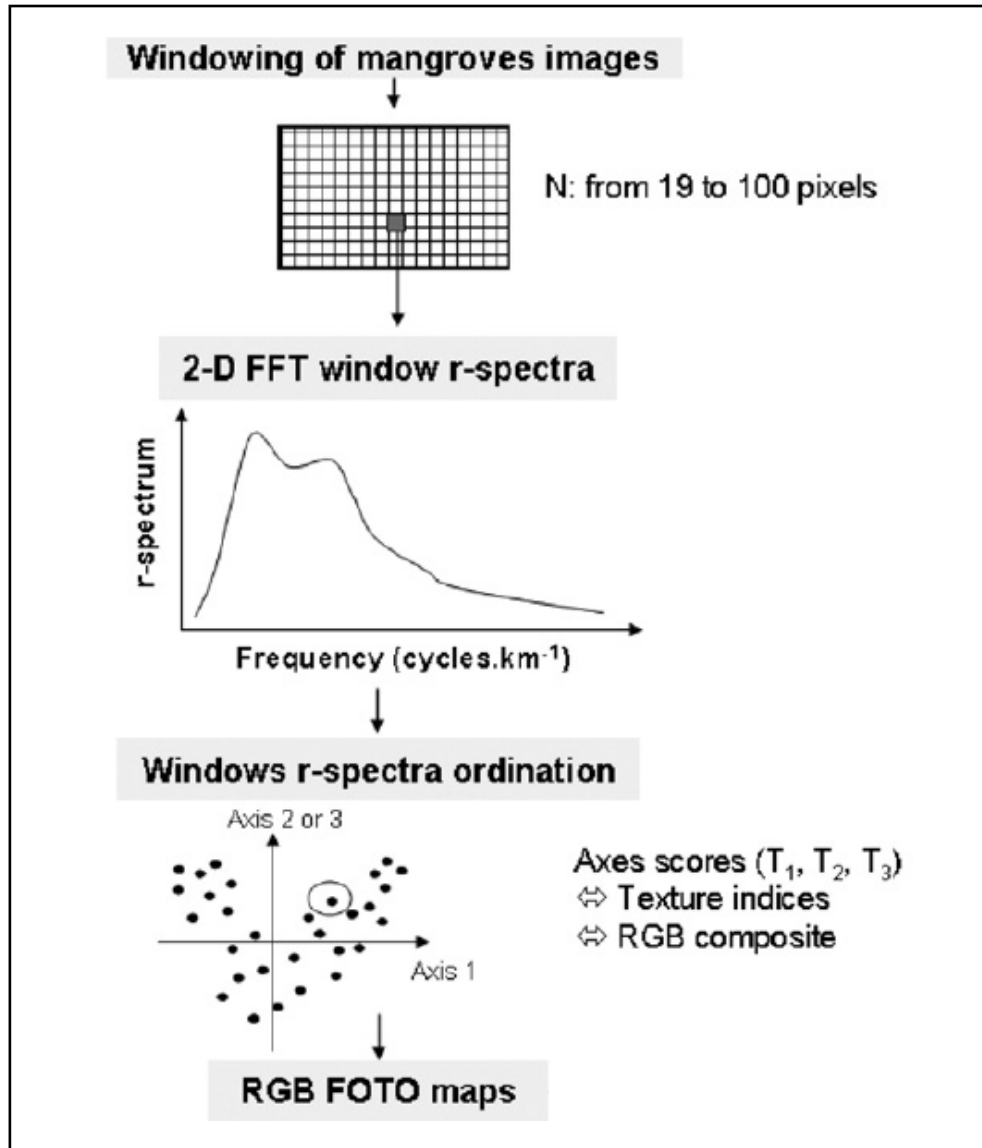 Windowing of mangroves images
N: from 19 to 100 pixels
2-D FFT window r-spectra
r-spectrum
Frequency (cycles.km⁻¹)
Windows r-spectra ordination
Axis 2 or 3
Axes scores (T₁, T₂, T₃)
⇔ Texture indices
⇔ RGB composite
Axis 1
RGB FOTO maps